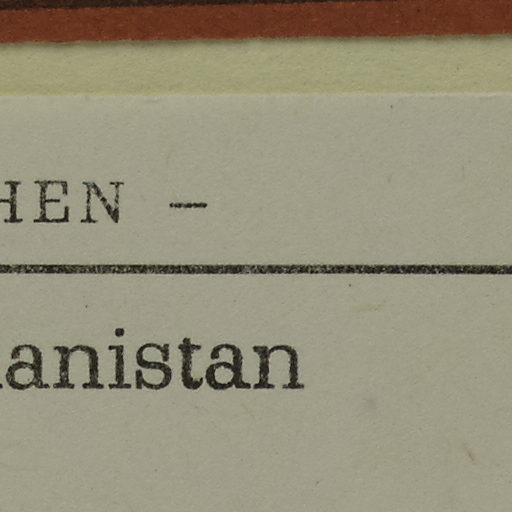 HEN –
anistan